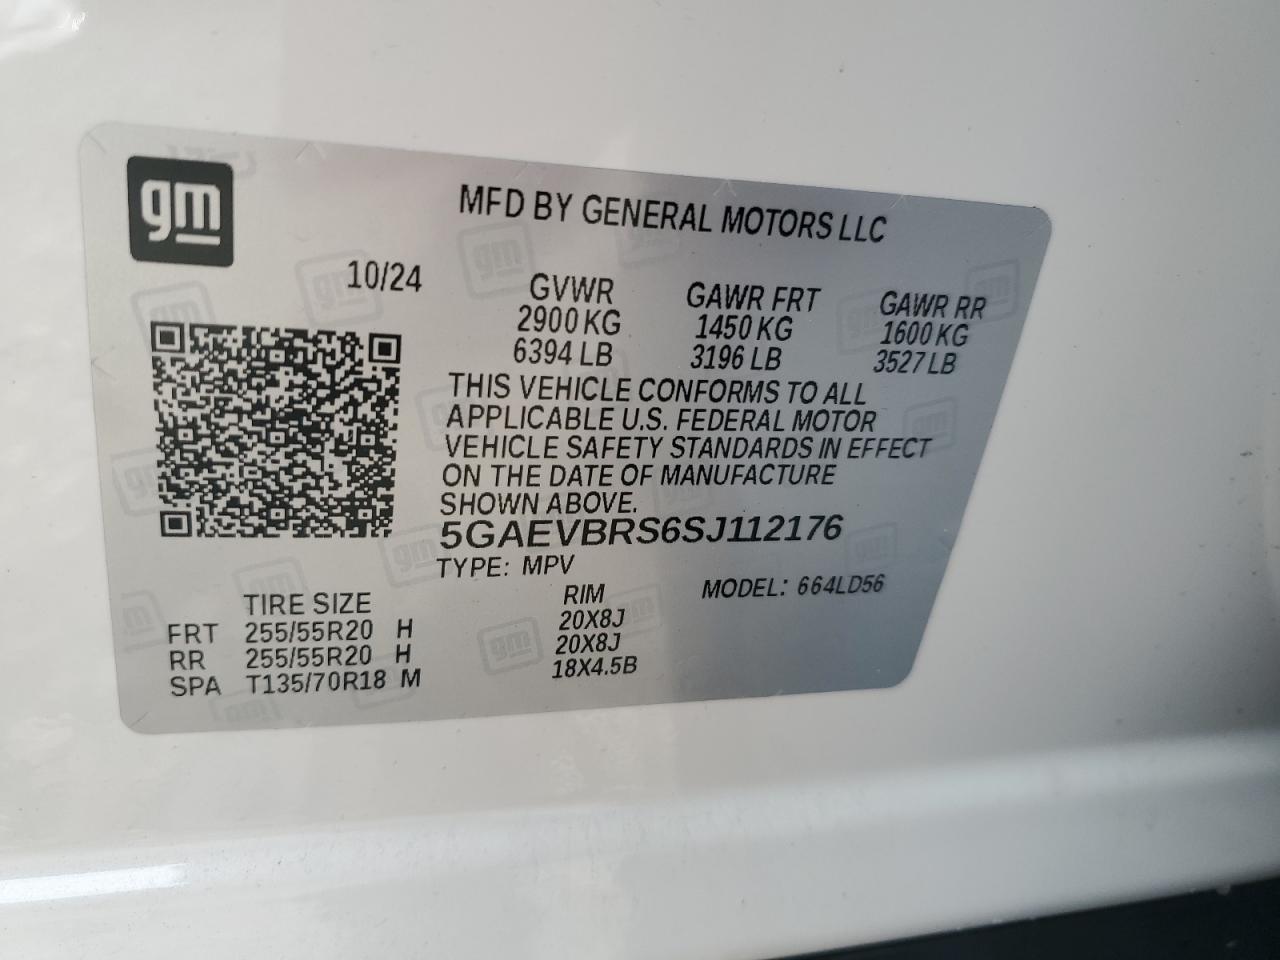 gm
MFD BY GENERAL MOTORS LLC
10/24
GVWR GAWR FRT GAWR RR
2900 KG 1450 KG 1600 KG
6394 LB 3196 LB 3527 LB
THIS VEHICLE CONFORMS TO ALL
APPLICABLE U.S. FEDERAL MOTOR
VEHICLE SAFETY STANDARDS IN EFFECT
ON THE DATE OF MANUFACTURE
SHOWN ABOVE.
5GAEVBRS6SJ112176
TYPE: MPV MODEL: 664LD56
TIRE SIZE RIM
FRT 255/55R20 H 20X8J
RR 255/55R20 H 20X8J
SPA T135/70R18 M 18X4.5B